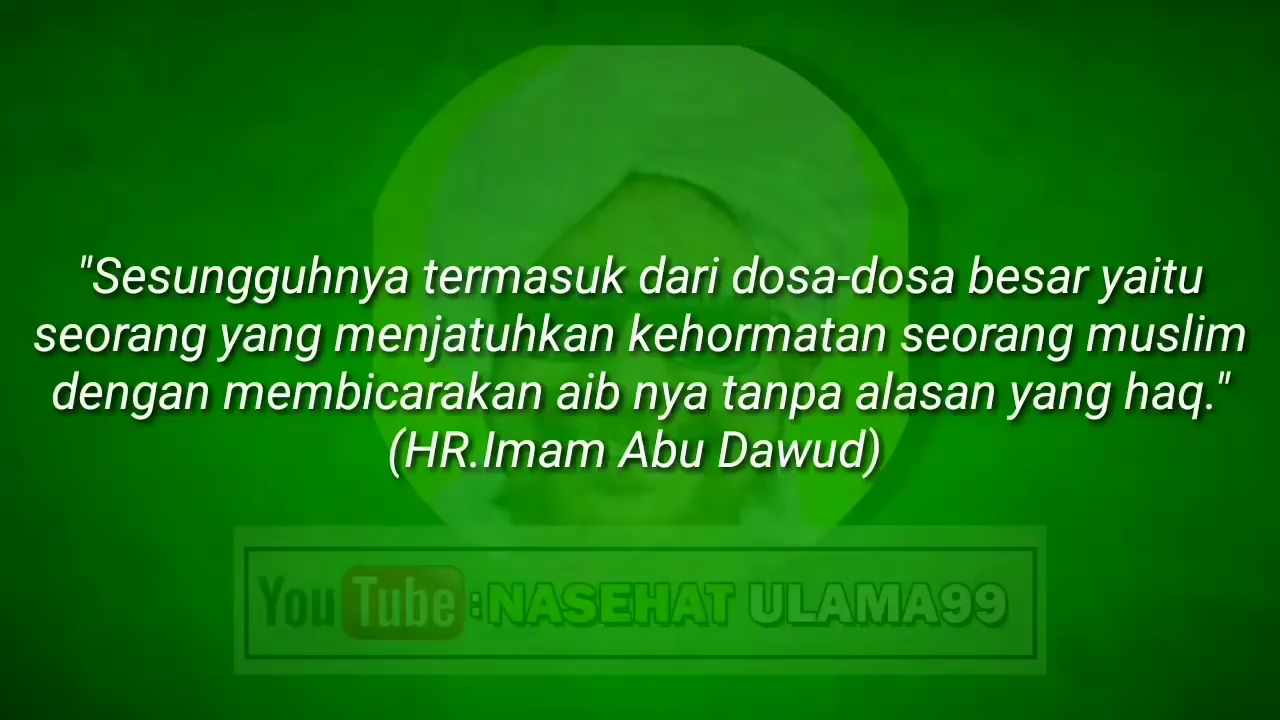 "Sesungguhnya termasuk dari dosa-dosa besar yaitu
seorang yang menjatuhkan kehormatan seorang muslim
dengan membicarakan aib nya tanpa alasan yang haq."
(HR.Imam Abu Dawud)
YouTube:NASEHAT ULAMA99